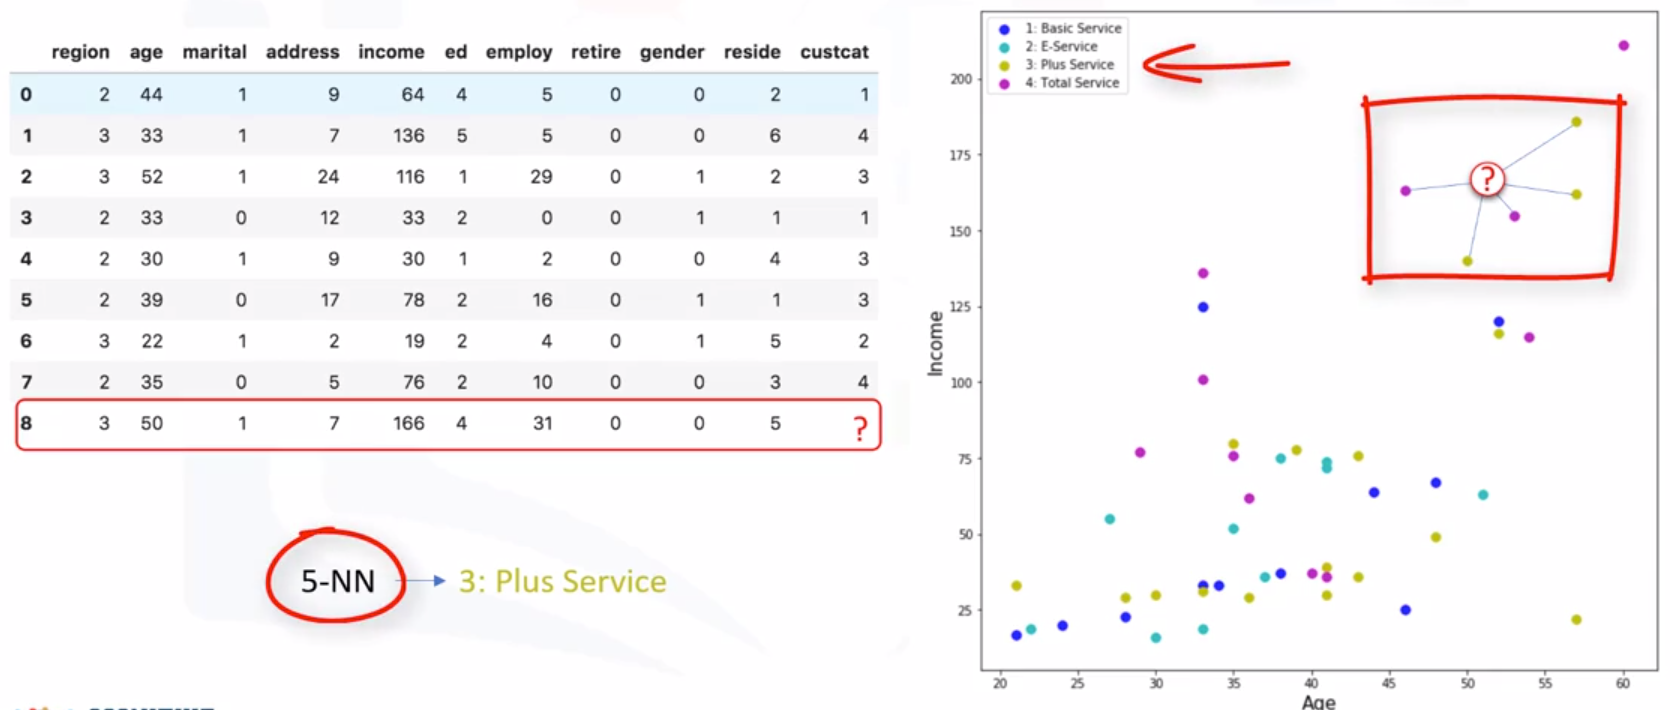 region age marital address income ed employ retire gender reside custcat
0 2 44 1 9 64 4 5 0 0 2 1
1 3 33 1 7 136 5 5 0 0 6 4
2 3 52 1 24 116 1 29 0 1 2 3
3 2 33 0 12 33 2 0 0 1 1 1
4 2 30 1 9 30 1 2 0 0 4 3
5 2 39 0 17 78 2 16 0 1 1 3
6 3 22 1 2 19 2 4 0 1 5 2
7 2 35 0 5 76 2 10 0 0 3 4
8 3 50 1 7 166 4 31 0 0 5 ?
5-NN 3: Plus Service
1: Basic Service
2: E-Service
3: Plus Service
4: Total Service
?
200
175
150
125
100
75
50
25
Income
20 25 30 35 40 45 50 55 60
Age